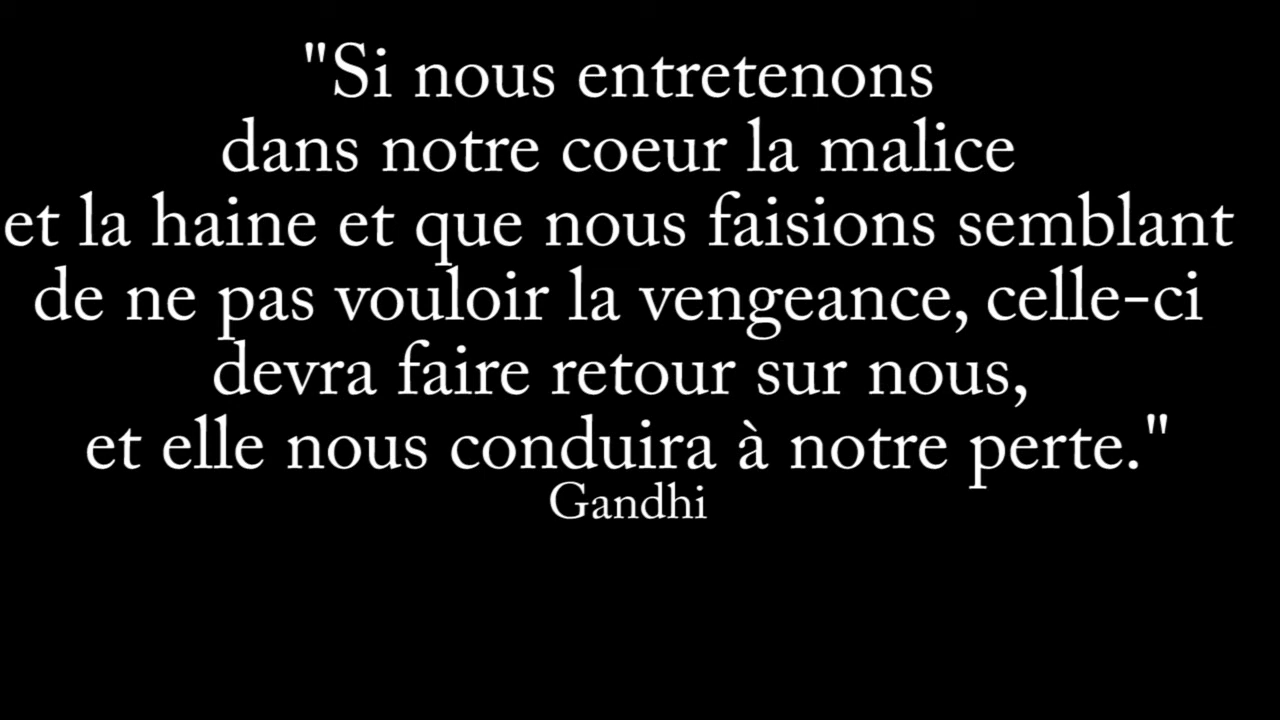 "Si nous entretenons
dans notre coeur la malice
et la haine et que nous faisions semblant
de ne pas vouloir la vengeance, celle-ci
devra faire retour sur nous,
et elle nous conduira à notre perte."
Gandhi